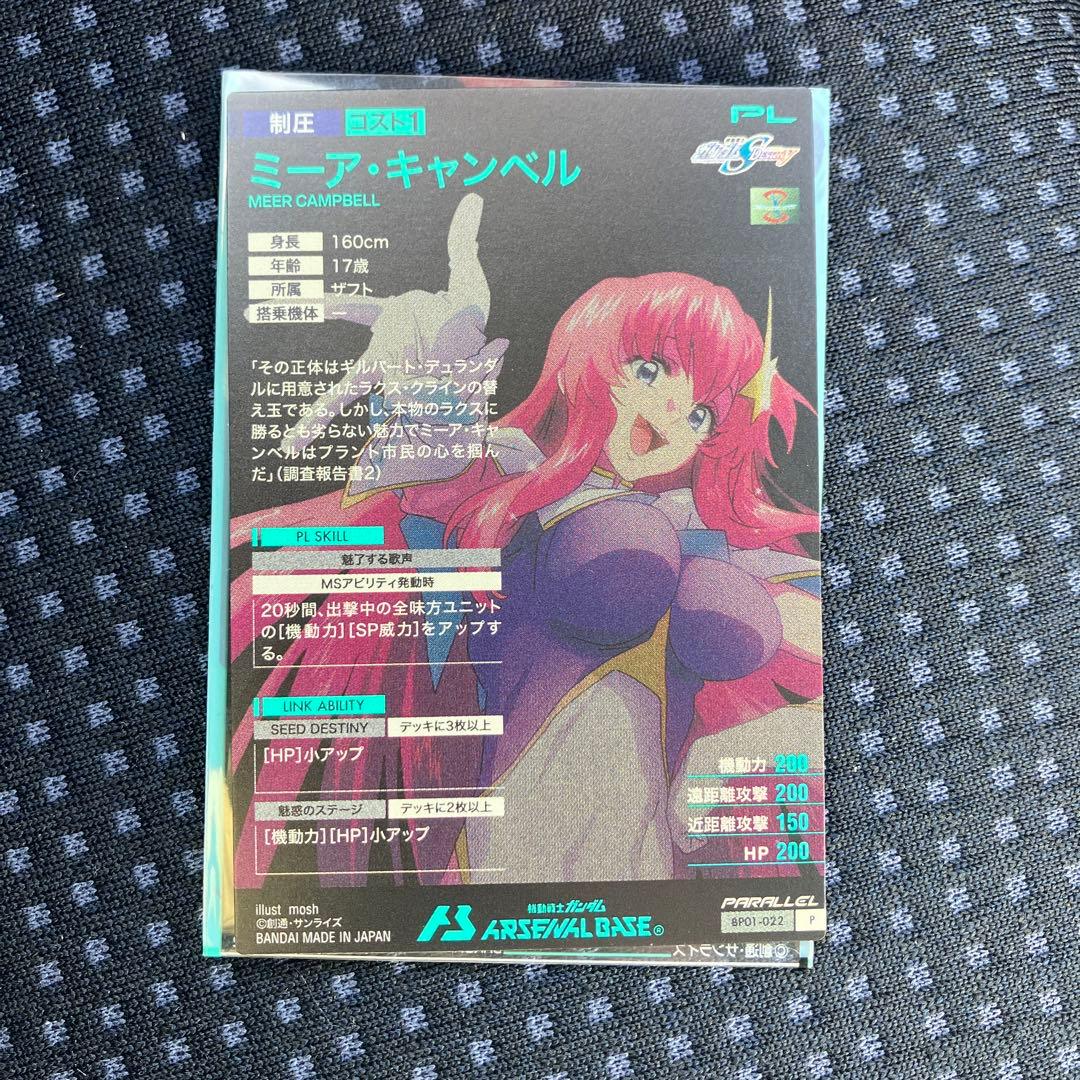 制圧 コスト1 PL
ミーア・キャンベル
MEER CAMPBELL
身長 160cm
年齢 17歳
所属 ザフト
搭乗機体 ー
「その正体はギルバート・デュランダ
ルに用意されたラクス・クラインの替
え玉である。しかし、本物のラクスに
勝るとも劣らない魅力でミーア・キャ
ンベルはプラント市民の心を掴ん
だ」（調査報告書2）
PL SKILL
魅了する歌声
MSアビリティ発動時
20秒間、出撃中の全味方ユニット
の[機動力][SP威力]をアップす
る。
LINK ABILITY
SEED DESTINY デッキに3枚以上
[HP]小アップ
魅惑のステージ デッキに2枚以上
[機動力][HP]小アップ
機動力 200
遠距離攻撃 200
近距離攻撃 150
HP 200
PARALLEL
BP01-022 P
illust mosh
©創通・サンライズ
BANDAI MADE IN JAPAN
機動戦士ガンダム
ARSENAL BASE®
©創通・サンライズ